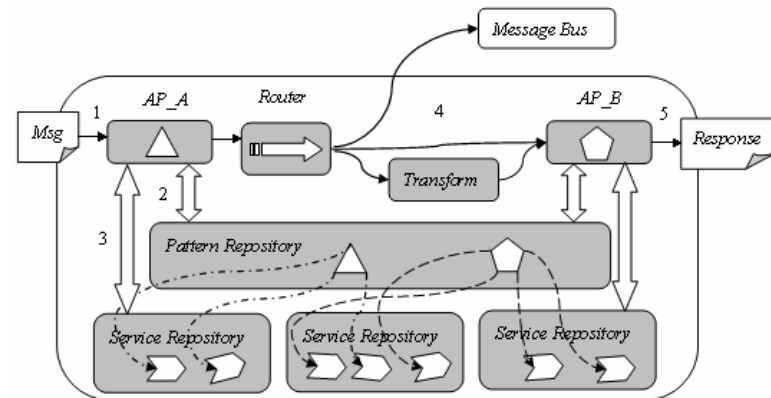 Message Bus
1
AP_A
Router
4
AP_B
5
Msg
Response
Transform
2
3
Pattern Repository
Service Repository
Service Repository
Service Repository